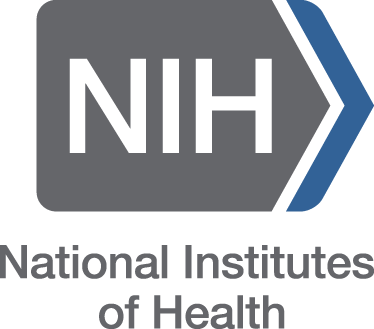 NIH
National Institutes
of Health